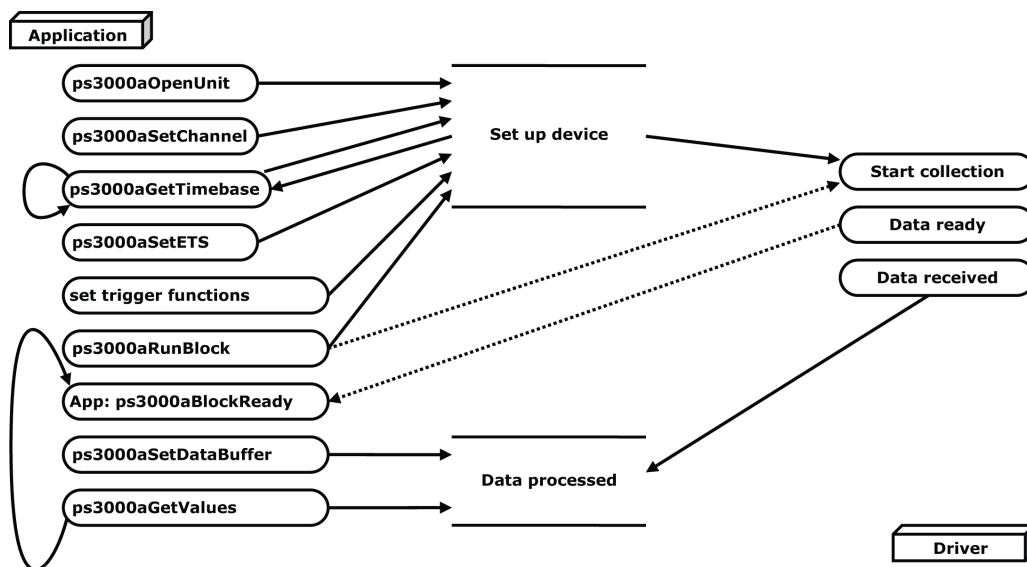 Application
ps3000aOpenUnit
ps3000aSetChannel
Set up device
ps3000aGetTimebase
Start collection
ps3000aSetETS
Data ready
set trigger functions
Data received
ps3000aRunBlock
App: ps3000aBlockReady
ps3000aSetDataBuffer
Data processed
ps3000aGetValues
Driver